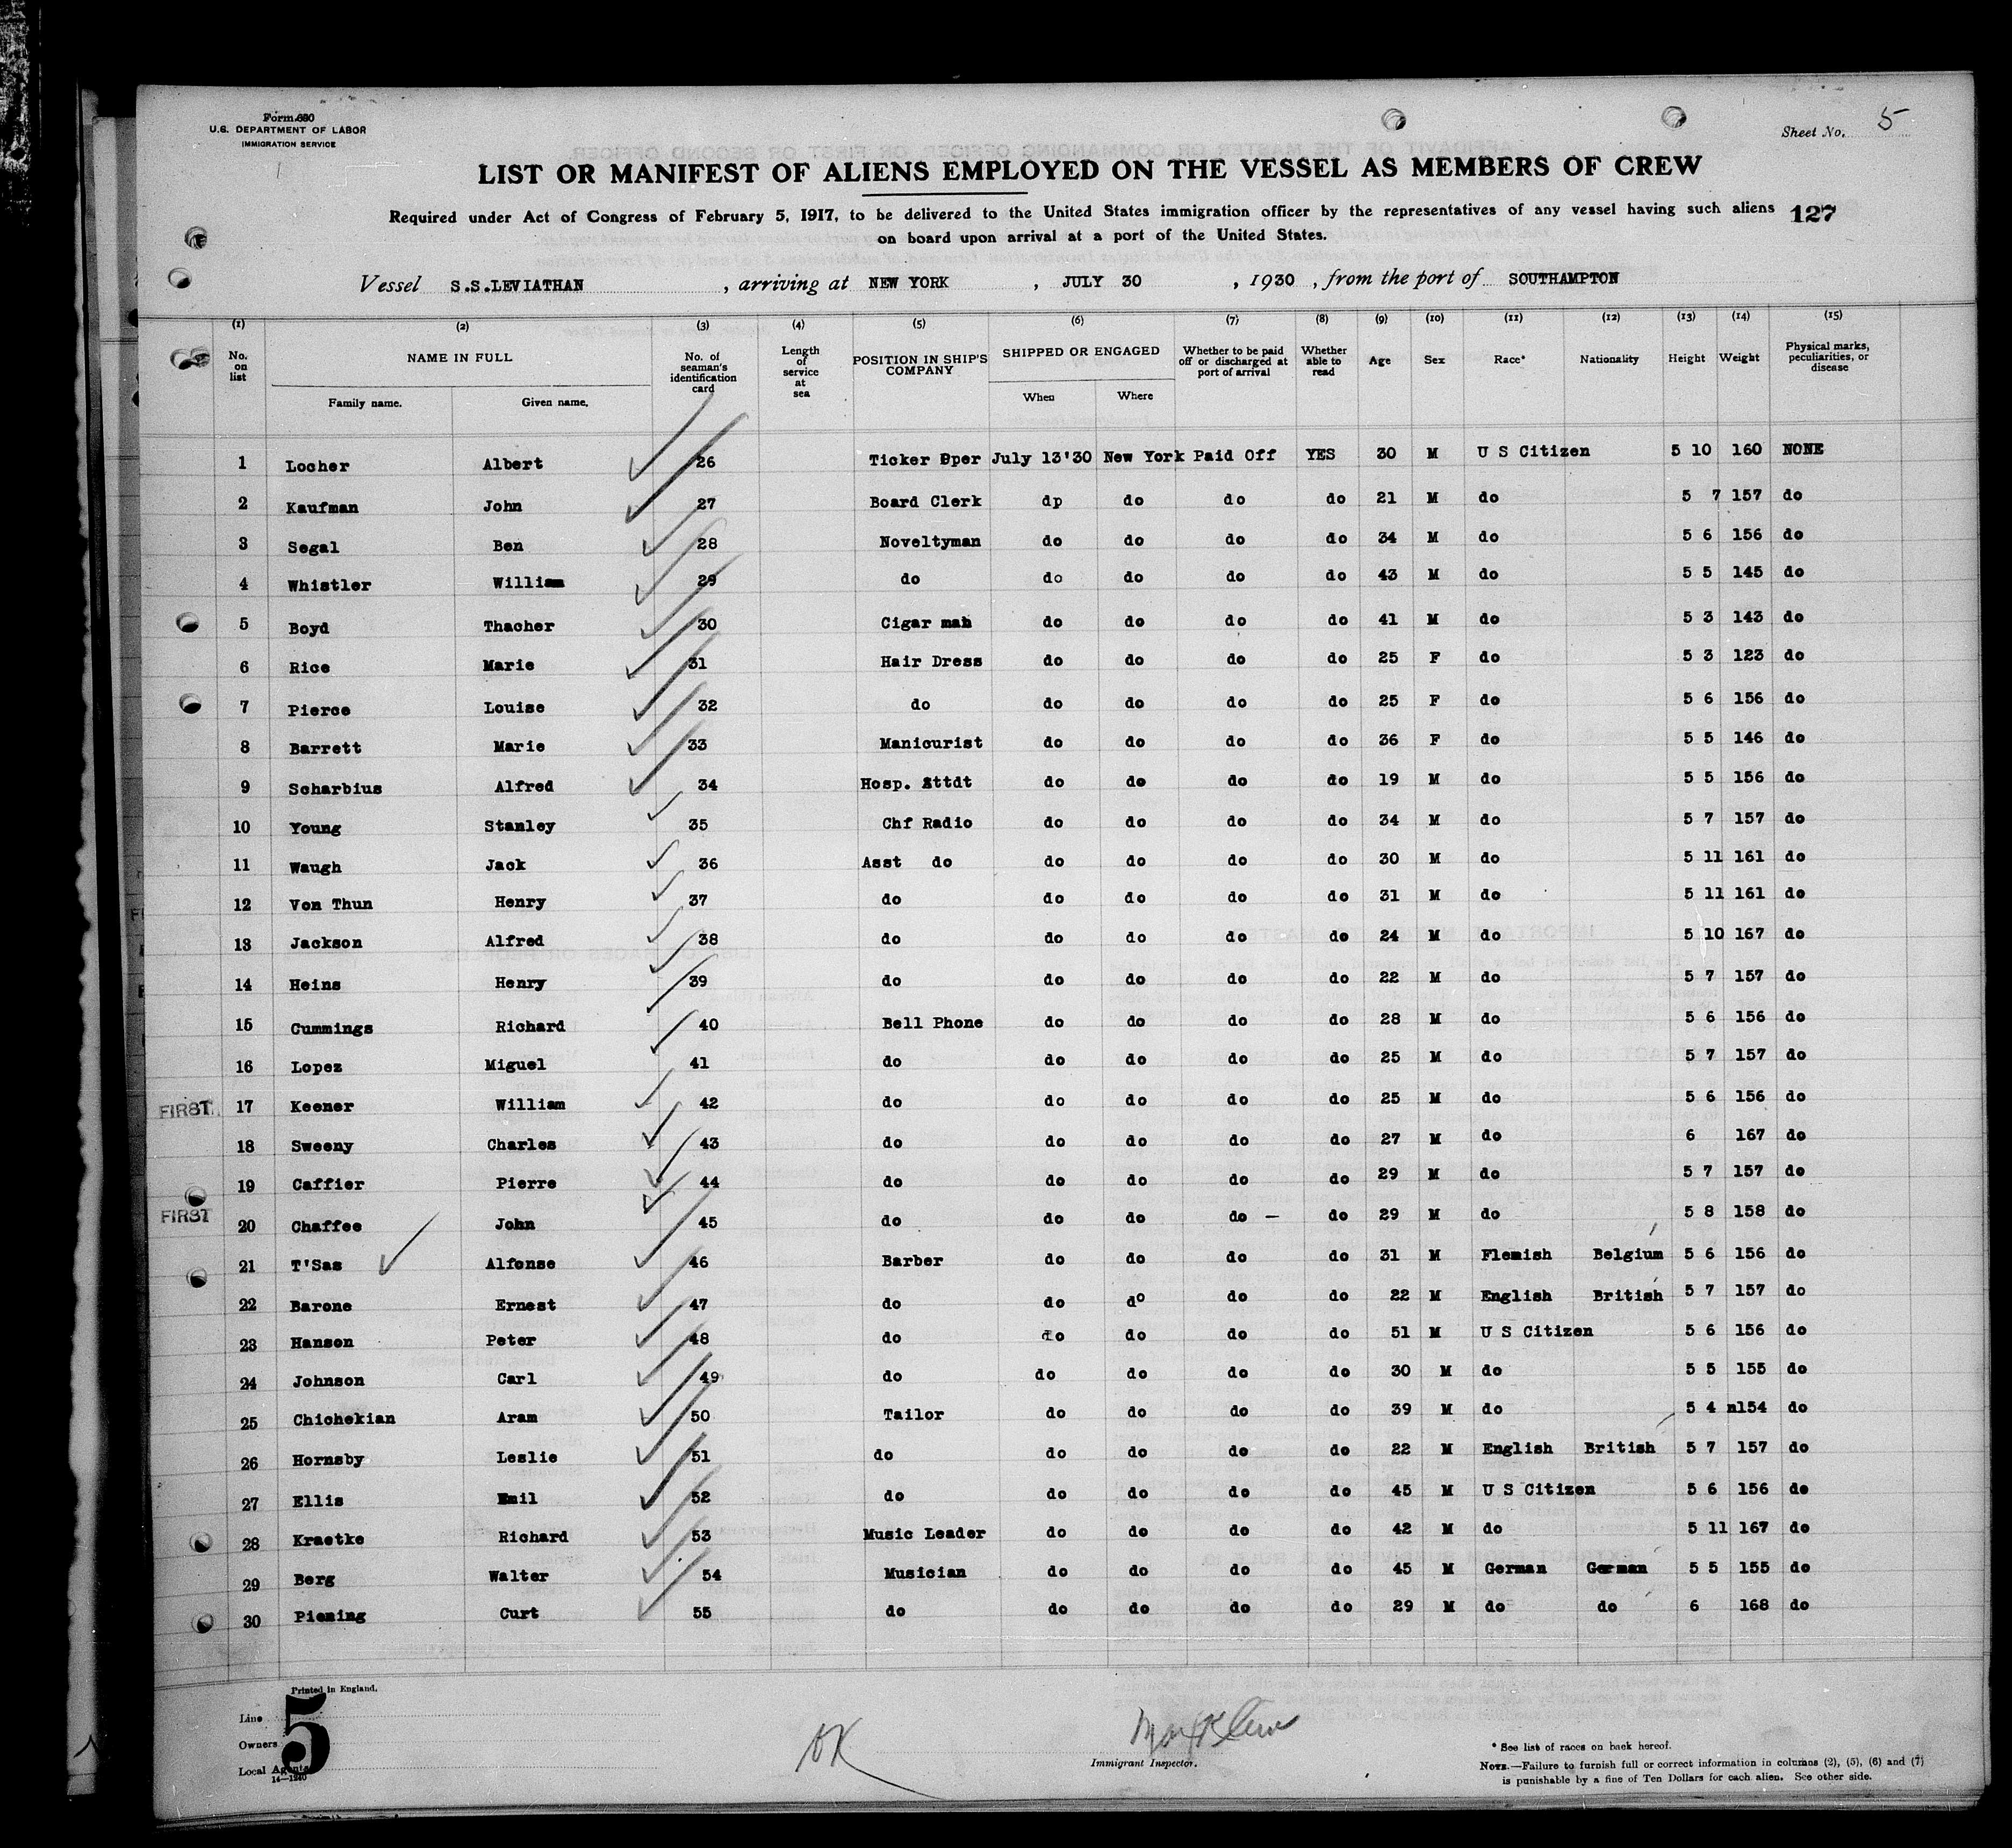 Form 680
U.S. DEPARTMENT OF LABOR
IMMIGRATION SERVICE
Sheet No. 5
LIST OR MANIFEST OF ALIENS EMPLOYED ON THE VESSEL AS MEMBERS OF CREW
Required under Act of Congress of February 5, 1917, to be delivered to the United States immigration officer by the representatives of any vessel having such aliens 127
on board upon arrival at a port of the United States.
Vessel S.S.LEVIATHAN , arriving at NEW YORK , JULY 30 , 1930 , from the port of SOUTHAMPTON
(1) (2) (3) (4) (5) (6) (7) (8) (9) (10) (11) (12) (13) (14) (15)
No. on list NAME IN FULL Family name. Given name. No. of seaman's identification card Length of service at sea POSITION IN SHIP'S COMPANY SHIPPED OR ENGAGED When Where Whether to be paid off or discharged at port of arrival Whether able to read Age Sex Race* Nationality Height Weight Physical marks, peculiarities, or disease
1 Locher Albert 26 Ticker Oper July 13'30 New York Paid Off YES 30 M U S Citizen 5 10 160 NONE
2 Kaufman John 27 Board Clerk dp do do do 21 M do 5 7 157 do
3 Segal Ben 28 Noveltyman do do do do 34 M do 5 6 156 do
4 Whistler William 29 do do do do do 43 M do 5 5 145 do
5 Boyd Thacher 30 Cigar man do do do do 41 M do 5 3 143 do
6 Rice Marie 31 Hair Dress do do do do 25 F do 5 3 123 do
7 Pierce Louise 32 do do do do do 25 F do 5 6 156 do
8 Barrett Marie 33 Manicurist do do do do 36 F do 5 5 146 do
9 Scharbius Alfred 34 Hosp. Attdt do do do do 19 M do 5 5 156 do
10 Young Stanley 35 Chf Radio do do do do 34 M do 5 7 157 do
11 Waugh Jack 36 Asst do do do do do 30 M do 5 11 161 do
12 Von Thun Henry 37 do do do do do 31 M do 5 11 161 do
13 Jackson Alfred 38 do do do do do 24 M do 5 10 167 do
14 Heins Henry 39 do do do do do 22 M do 5 7 157 do
15 Cummings Richard 40 Bell Phone do do do do 28 M do 5 6 156 do
16 Lopez Miguel 41 do do do do do 25 M do 5 7 157 do
FIRST 17 Keener William 42 do do do do do 25 M do 5 6 156 do
18 Sweeny Charles 43 do do do do do 27 M do 6 167 do
19 Caffier Pierre 44 do do do do do 29 M do 5 7 157 do
FIRST 20 Chaffee John 45 do do do do — do 29 M do 5 8 158 do
21 T'Sas Alfonse 46 Barber do do do do 31 M Flemish Belgium 5 6 156 do
22 Barone Ernest 47 do do do do do 22 M English British 5 7 157 do
23 Hanson Peter 48 do do do do do 51 M U S Citizen 5 6 156 do
24 Johnson Carl 49 do do do do do 30 M do 5 5 155 do
25 Chichekian Aram 50 Tailor do do do do 39 M do 5 4 n154 do
26 Hornsby Leslie 51 do do do do do 22 M English British 5 7 157 do
27 Ellis Emil 52 do do do do do 45 M U S Citizen 5 6 156 do
28 Kraetke Richard 53 Music Leader do do do do 42 M do 5 11 167 do
29 Berg Walter 54 Musician do do do do 45 M German German 5 5 155 do
30 Piening Curt 55 do do do do do 29 M do do 6 168 do
Printed in England.
Line
Owners
Local Agents
5
14—1240
OK
Immigrant Inspector.
* See list of races on back hereof.
NOTE.—Failure to furnish full or correct information in columns (2), (5), (6) and (7)
is punishable by a fine of Ten Dollars for each alien. See other side.